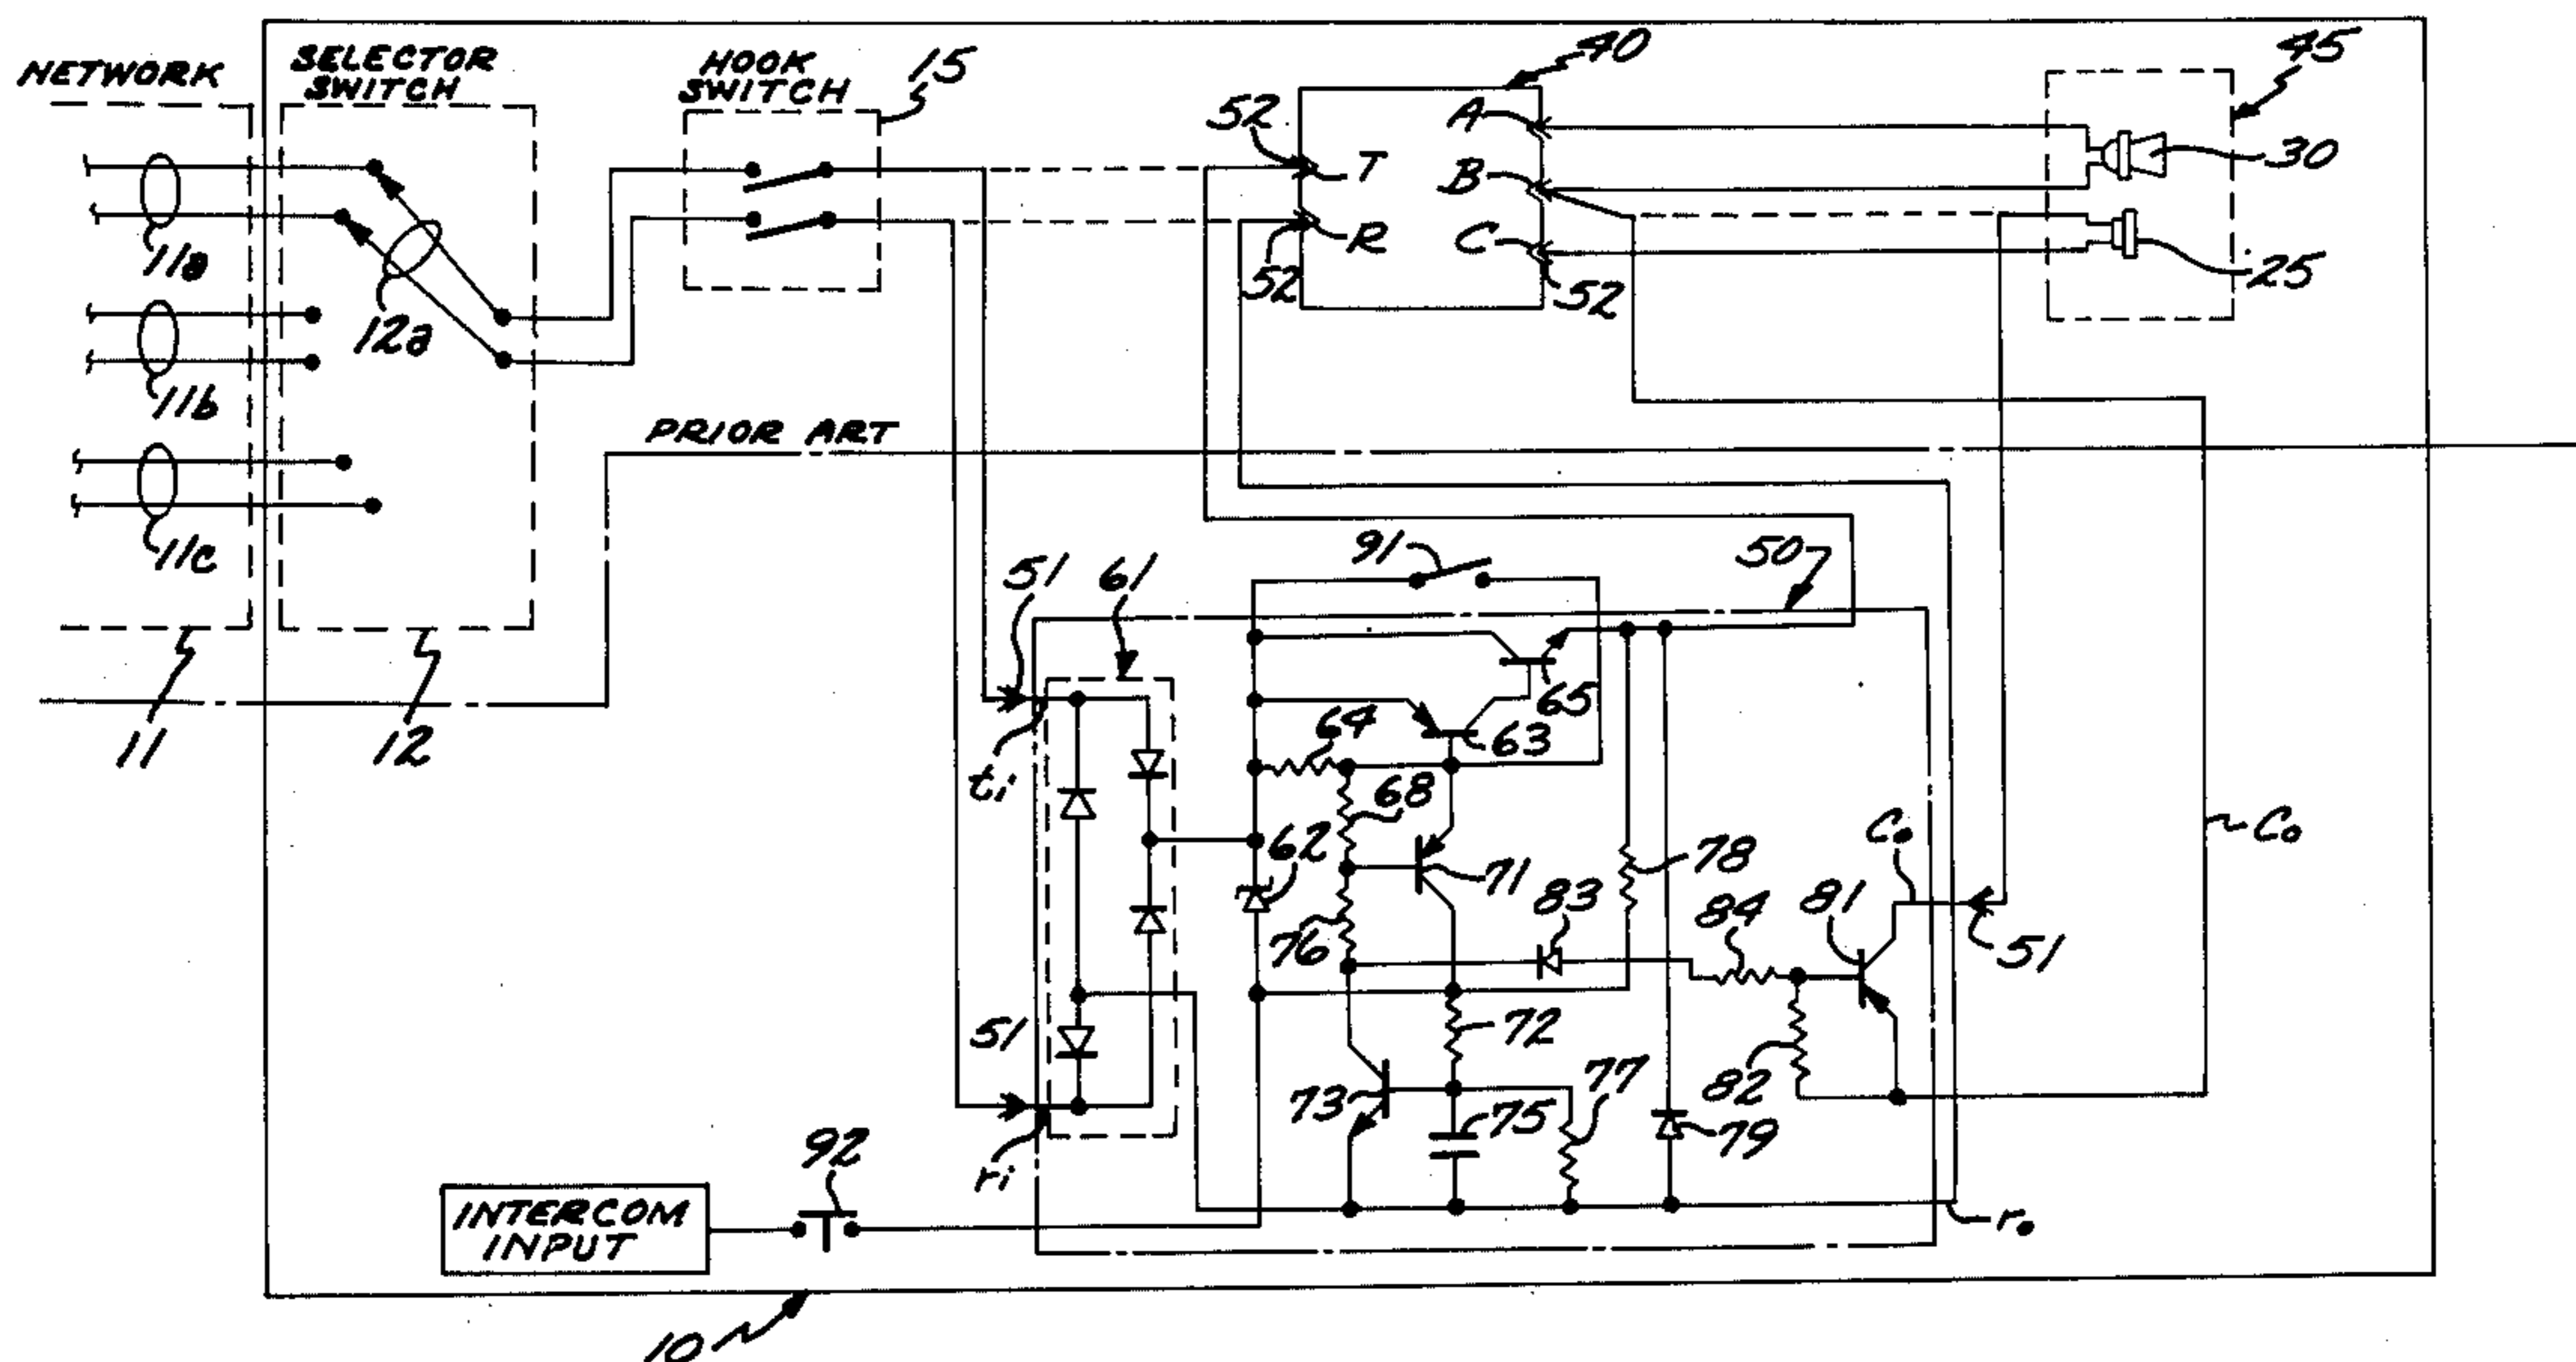 NETWORK
SELECTOR
SWITCH
HOOK
SWITCH
15
40
45
52
T
A
B
30
11a
12a
52
R
C
52
25
11b
PRIOR ART
11c
51
61
91
50
11
12
ti
64
65
63
68
62
71
78
Co
Co
76
83
84
81
51
51
72
73
75
77
82
79
ri
92
INTERCOM
INPUT
ro
10